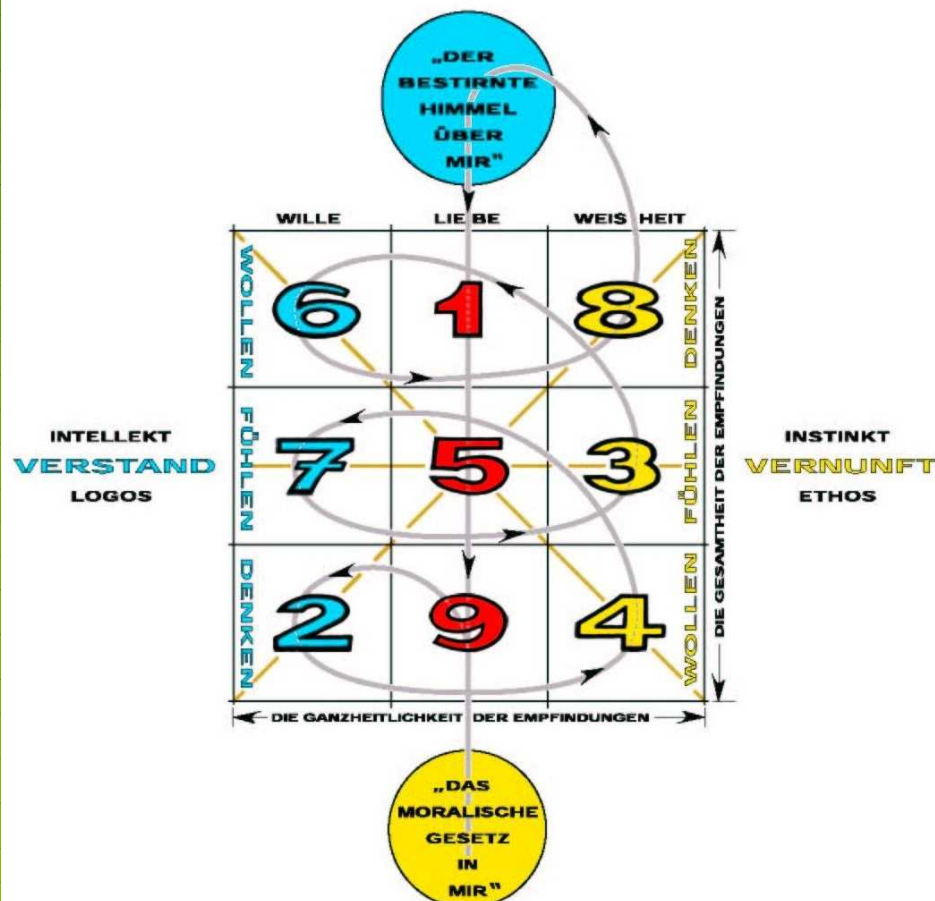 „DER
BESTIRNTE
HIMMEL
ÜBER
MIR"
WILLE LIEBE WEISHEIT
WOLLEN
6 1 8
DENKEN
FÜHLEN
7 5 3
FÜHLEN
DENKEN
2 9 4
WOLLEN
INTELLEKT
VERSTAND
LOGOS
INSTINKT
VERNUNFT
ETHOS
DIE GESAMTHEIT DER EMPFINDUNGEN
DIE GANZHEITLICHKEIT DER EMPFINDUNGEN
„DAS
MORALISCHE
GESETZ
IN
MIR"